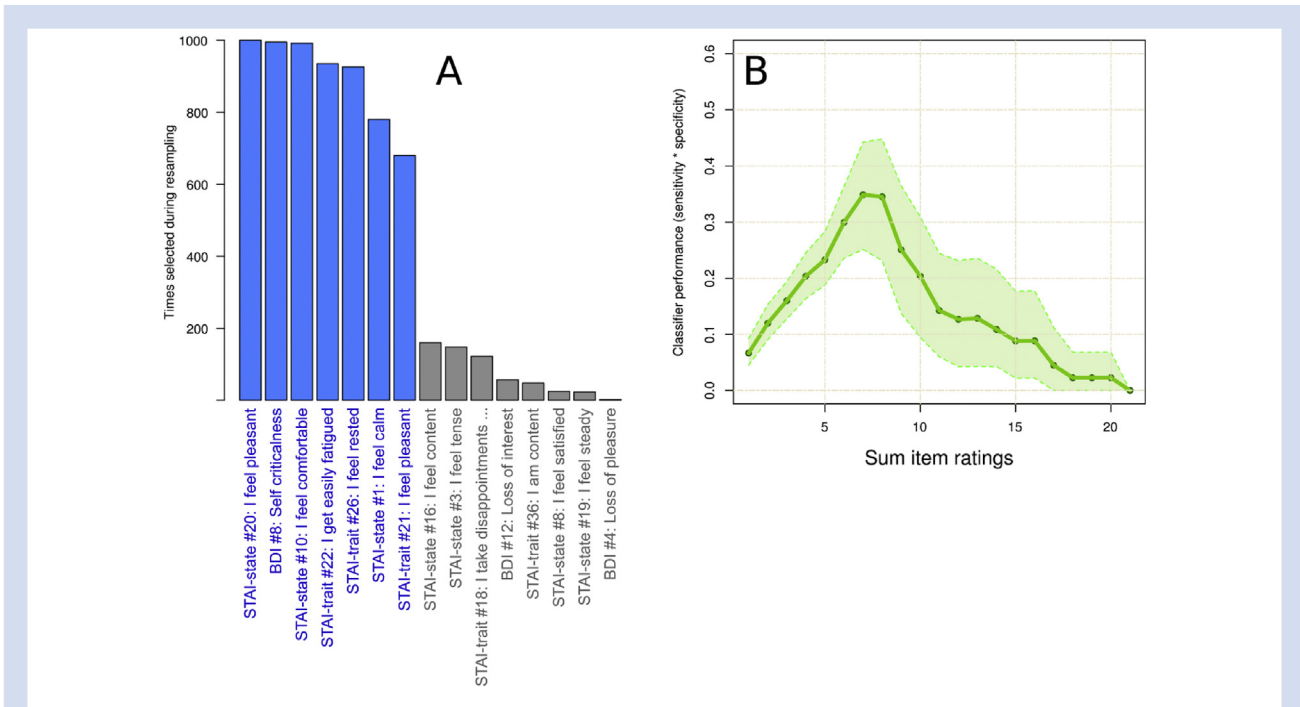 A
Times selected during resampling
1000
800
600
400
200
STAI-state #20: I feel pleasant
BDI #8: Self criticalness
STAI-state #10: I feel comfortable
STAI-trait #22: I get easily fatigued
STAI-trait #26: I feel rested
STAI-state #1: I feel calm
STAI-trait #21: I feel pleasant
STAI-state #16: I feel content
STAI-state #3: I feel tense
STAI-trait #18: I take disappointments ...
BDI #12: Loss of interest
STAI-trait #36: I am content
STAI-state #8: I feel satisfied
STAI-state #19: I feel steady
BDI #4: Loss of pleasure
B
Classifier performance (sensitivity * specificity)
0.6
0.5
0.4
0.3
0.2
0.1
0.0
5 10 15 20
Sum item ratings